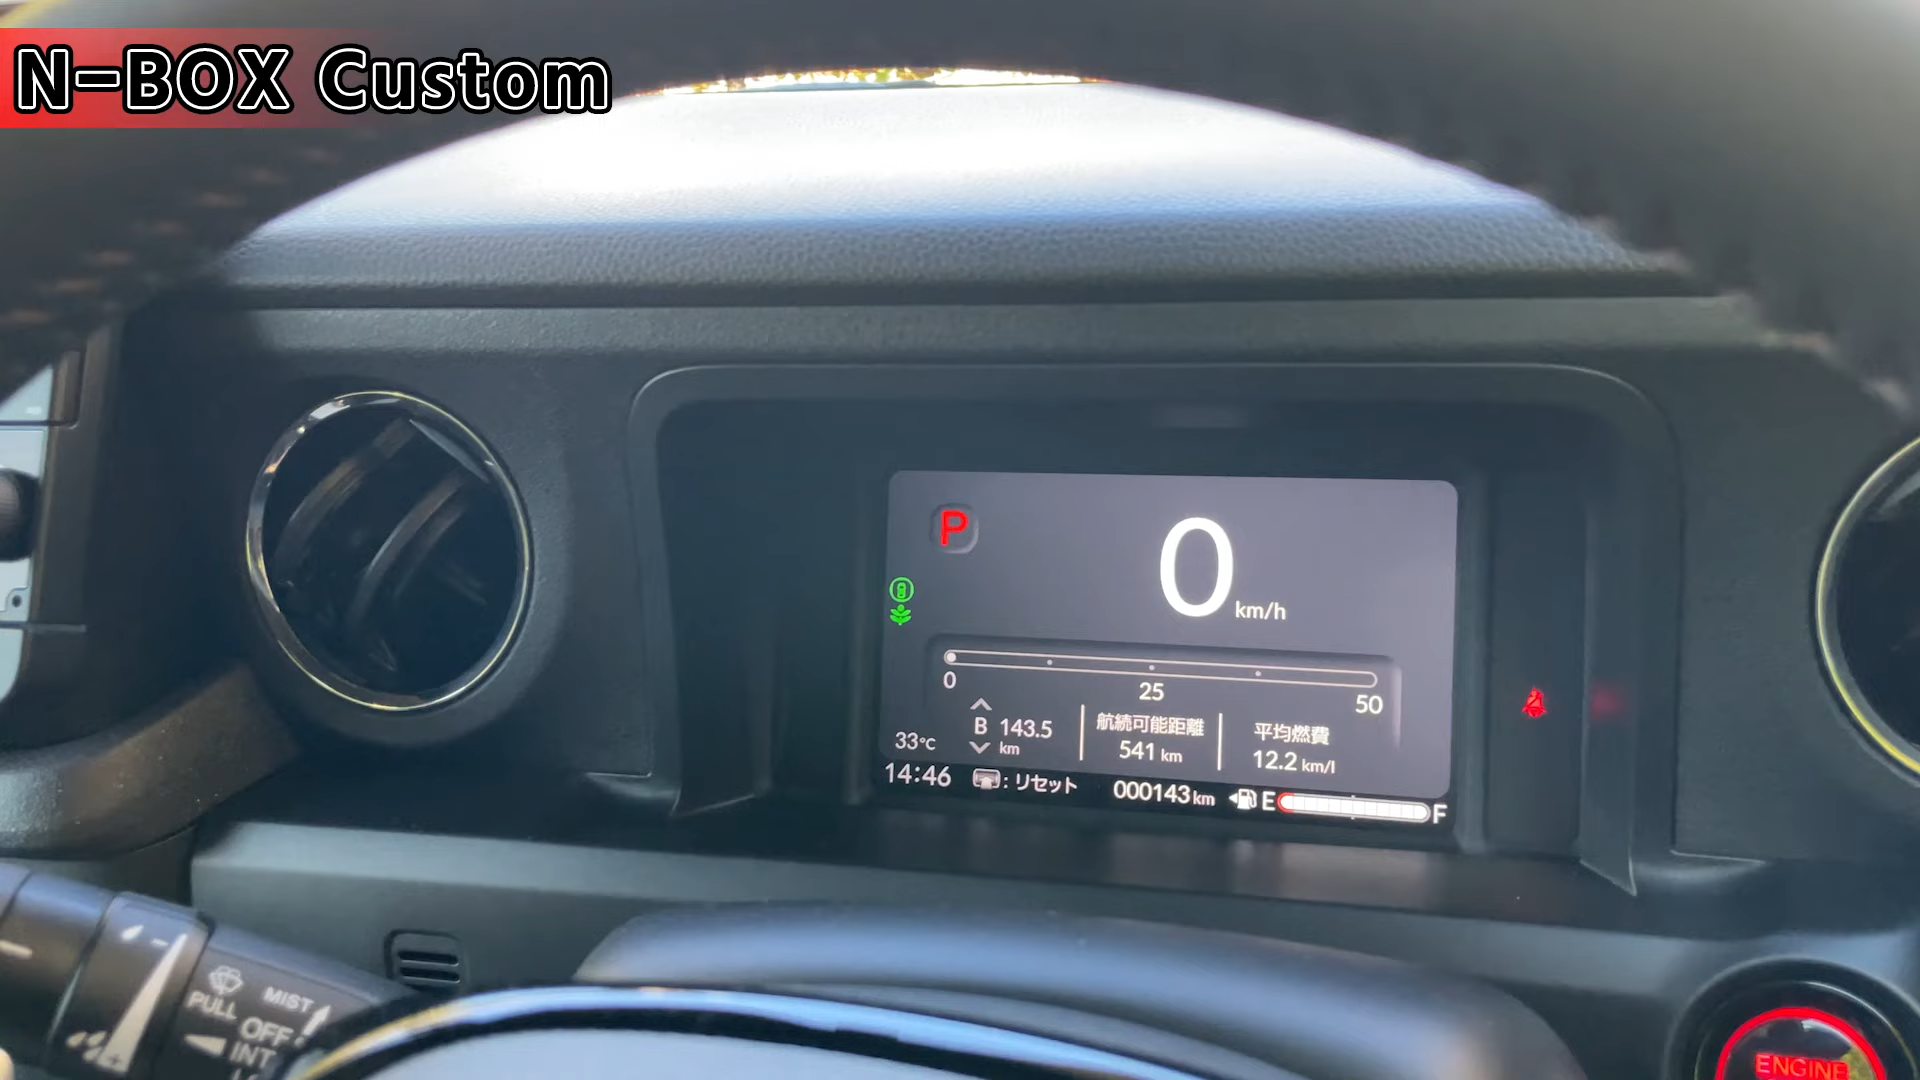 N-BOX Custom
P
0 km/h
0 25 50
B 143.5 km
航続可能距離
541 km
平均燃費
12.2 km/l
33℃
14:46
: リセット
000143 km
E F
PULL MIST
OFF
INT
ENGINE